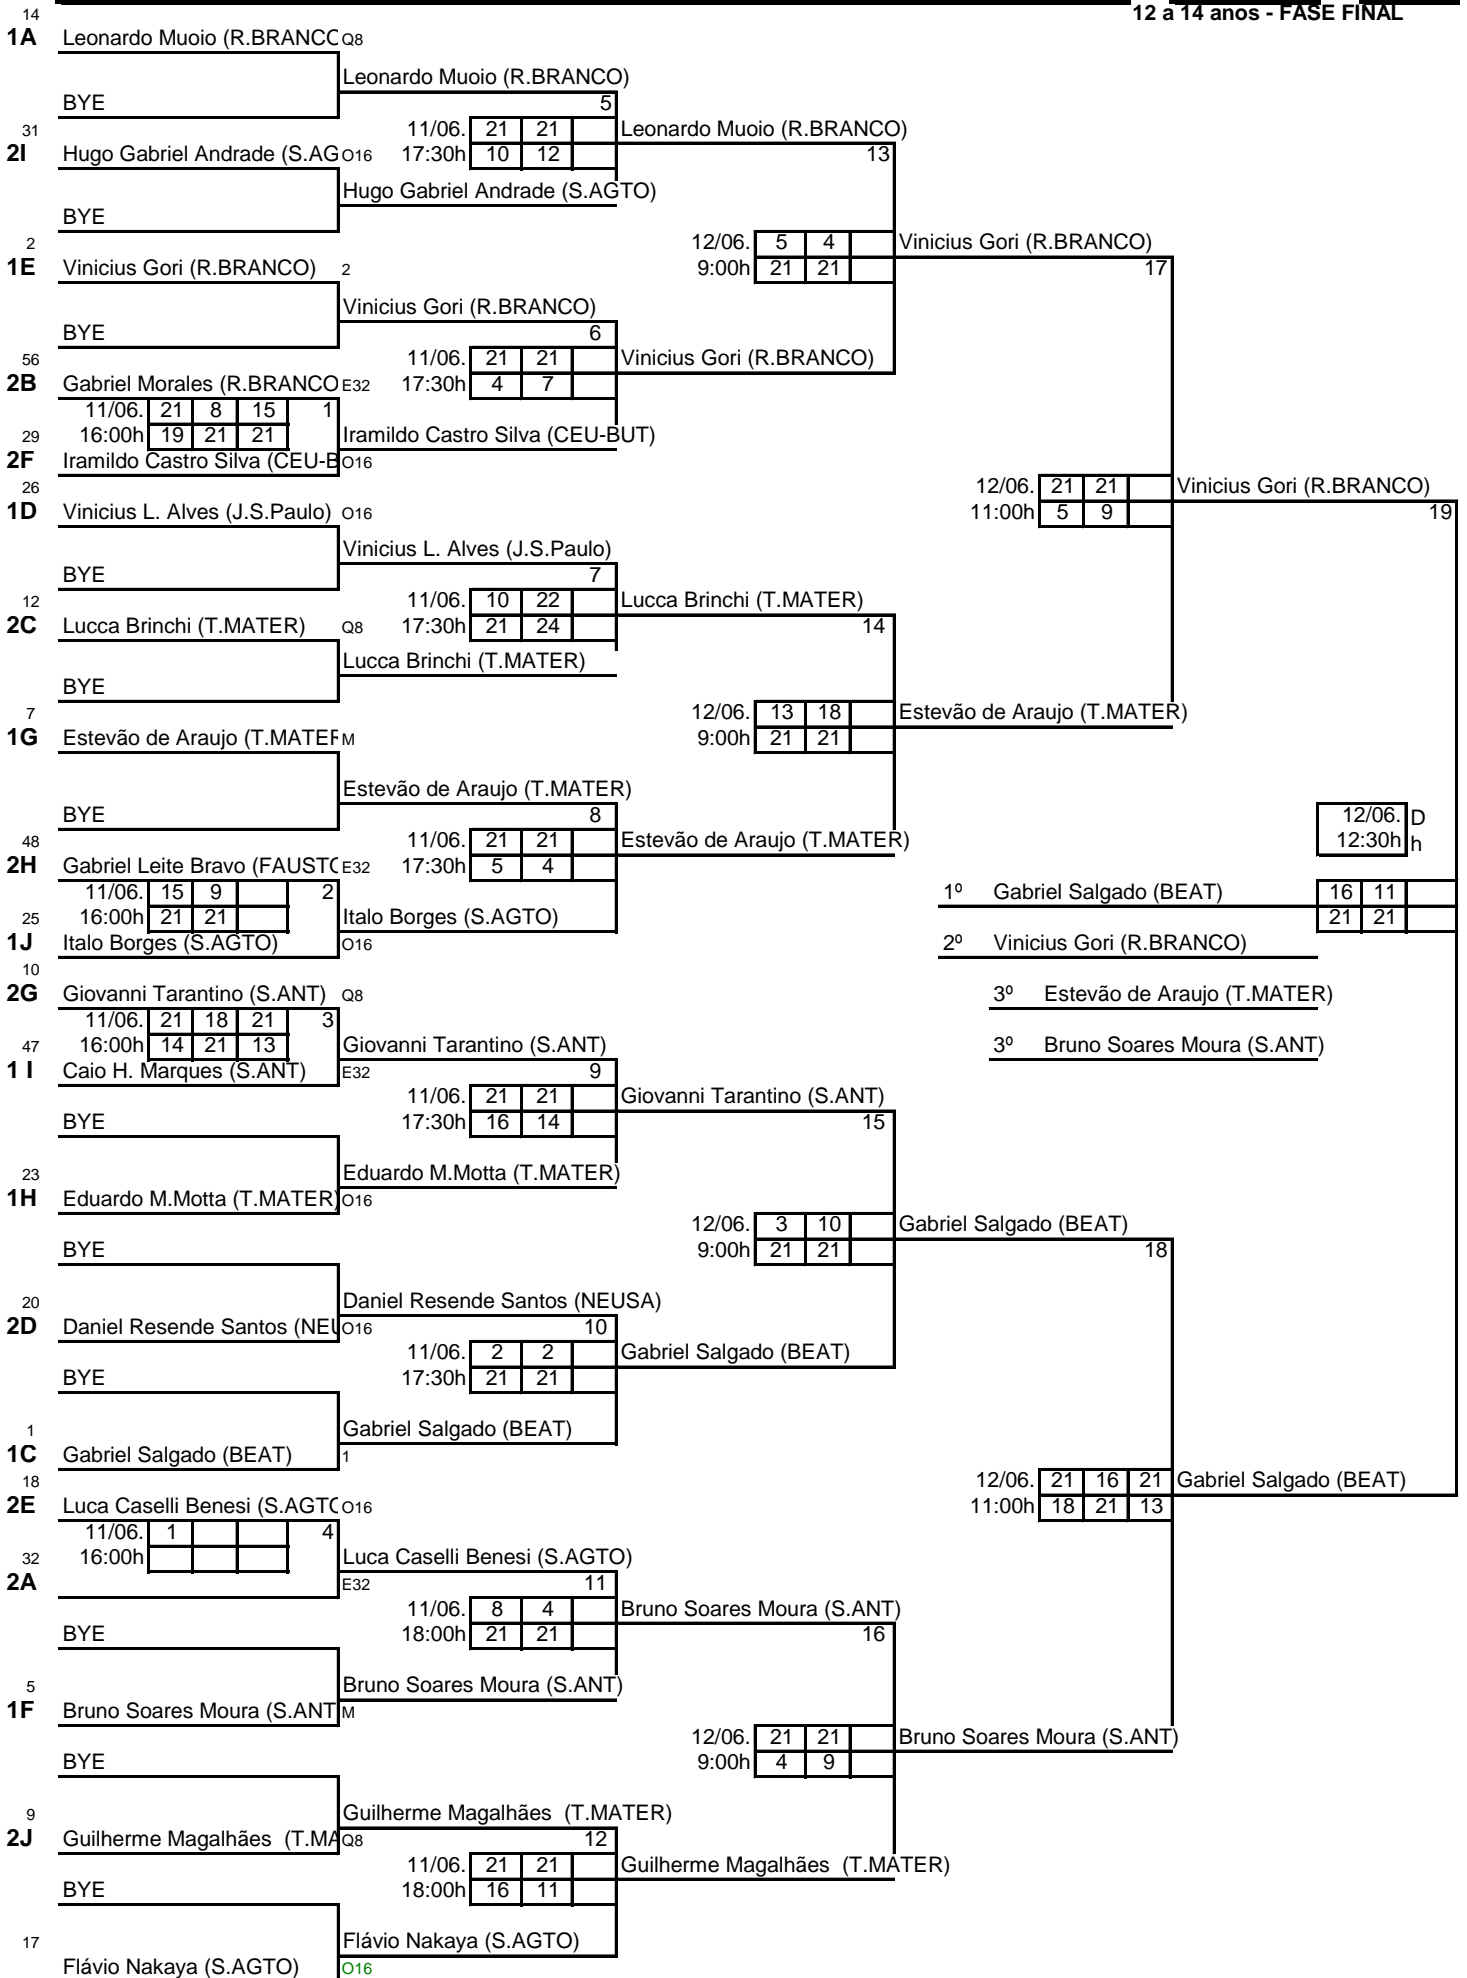 12 a 14 anos - FASE FINAL
14
1A Leonardo Muoio (R.BRANCC Q8
Leonardo Muoio (R.BRANCO)
BYE 5
31 11/06. 21 21 Leonardo Muoio (R.BRANCO)
2I Hugo Gabriel Andrade (S.AG O16 17:30h 10 12 13
Hugo Gabriel Andrade (S.AGTO)
BYE
2 12/06. 5 4 Vinicius Gori (R.BRANCO)
1E Vinicius Gori (R.BRANCO) 2 9:00h 21 21 17
Vinicius Gori (R.BRANCO)
BYE 6
56 11/06. 21 21 Vinicius Gori (R.BRANCO)
2B Gabriel Morales (R.BRANCO E32 17:30h 4 7
11/06. 21 8 15 1
29 16:00h 19 21 21 Iramildo Castro Silva (CEU-BUT)
2F Iramildo Castro Silva (CEU-B O16
26 12/06. 21 21 Vinicius Gori (R.BRANCO)
1D Vinicius L. Alves (J.S.Paulo) O16 11:00h 5 9 19
Vinicius L. Alves (J.S.Paulo)
BYE 7
12 11/06. 10 22 Lucca Brinchi (T.MATER)
2C Lucca Brinchi (T.MATER) Q8 17:30h 21 24 14
Lucca Brinchi (T.MATER)
BYE
7 12/06. 13 18 Estevão de Araujo (T.MATER)
1G Estevão de Araujo (T.MATER M 9:00h 21 21
Estevão de Araujo (T.MATER)
BYE 8 12/06. D
48 11/06. 21 21 Estevão de Araujo (T.MATER) 12:30h h
2H Gabriel Leite Bravo (FAUSTC E32 17:30h 5 4
11/06. 15 9 2 1º Gabriel Salgado (BEAT) 16 11
25 16:00h 21 21 Italo Borges (S.AGTO) 21 21
1J Italo Borges (S.AGTO) O16 2º Vinicius Gori (R.BRANCO)
10
2G Giovanni Tarantino (S.ANT) Q8 3º Estevão de Araujo (T.MATER)
11/06. 21 18 21 3
47 16:00h 14 21 13 Giovanni Tarantino (S.ANT) 3º Bruno Soares Moura (S.ANT)
1 I Caio H. Marques (S.ANT) E32 9
11/06. 21 21 Giovanni Tarantino (S.ANT)
BYE 17:30h 16 14 15
23 Eduardo M.Motta (T.MATER)
1H Eduardo M.Motta (T.MATER) O16
12/06. 3 10 Gabriel Salgado (BEAT)
BYE 9:00h 21 21 18
20 Daniel Resende Santos (NEUSA)
2D Daniel Resende Santos (NEU O16 10
11/06. 2 2 Gabriel Salgado (BEAT)
BYE 17:30h 21 21
1 Gabriel Salgado (BEAT)
1C Gabriel Salgado (BEAT) 1
18 12/06. 21 16 21 Gabriel Salgado (BEAT)
2E Luca Caselli Benesi (S.AGTC O16 11:00h 18 21 13
11/06. 1 4
32 16:00h Luca Caselli Benesi (S.AGTO)
2A E32 11
11/06. 8 4 Bruno Soares Moura (S.ANT)
BYE 18:00h 21 21 16
5 Bruno Soares Moura (S.ANT)
1F Bruno Soares Moura (S.ANT M
12/06. 21 21 Bruno Soares Moura (S.ANT)
BYE 9:00h 4 9
9 Guilherme Magalhães (T.MATER)
2J Guilherme Magalhães (T.MA Q8 12
11/06. 21 21 Guilherme Magalhães (T.MATER)
BYE 18:00h 16 11
17 Flávio Nakaya (S.AGTO)
Flávio Nakaya (S.AGTO) O16